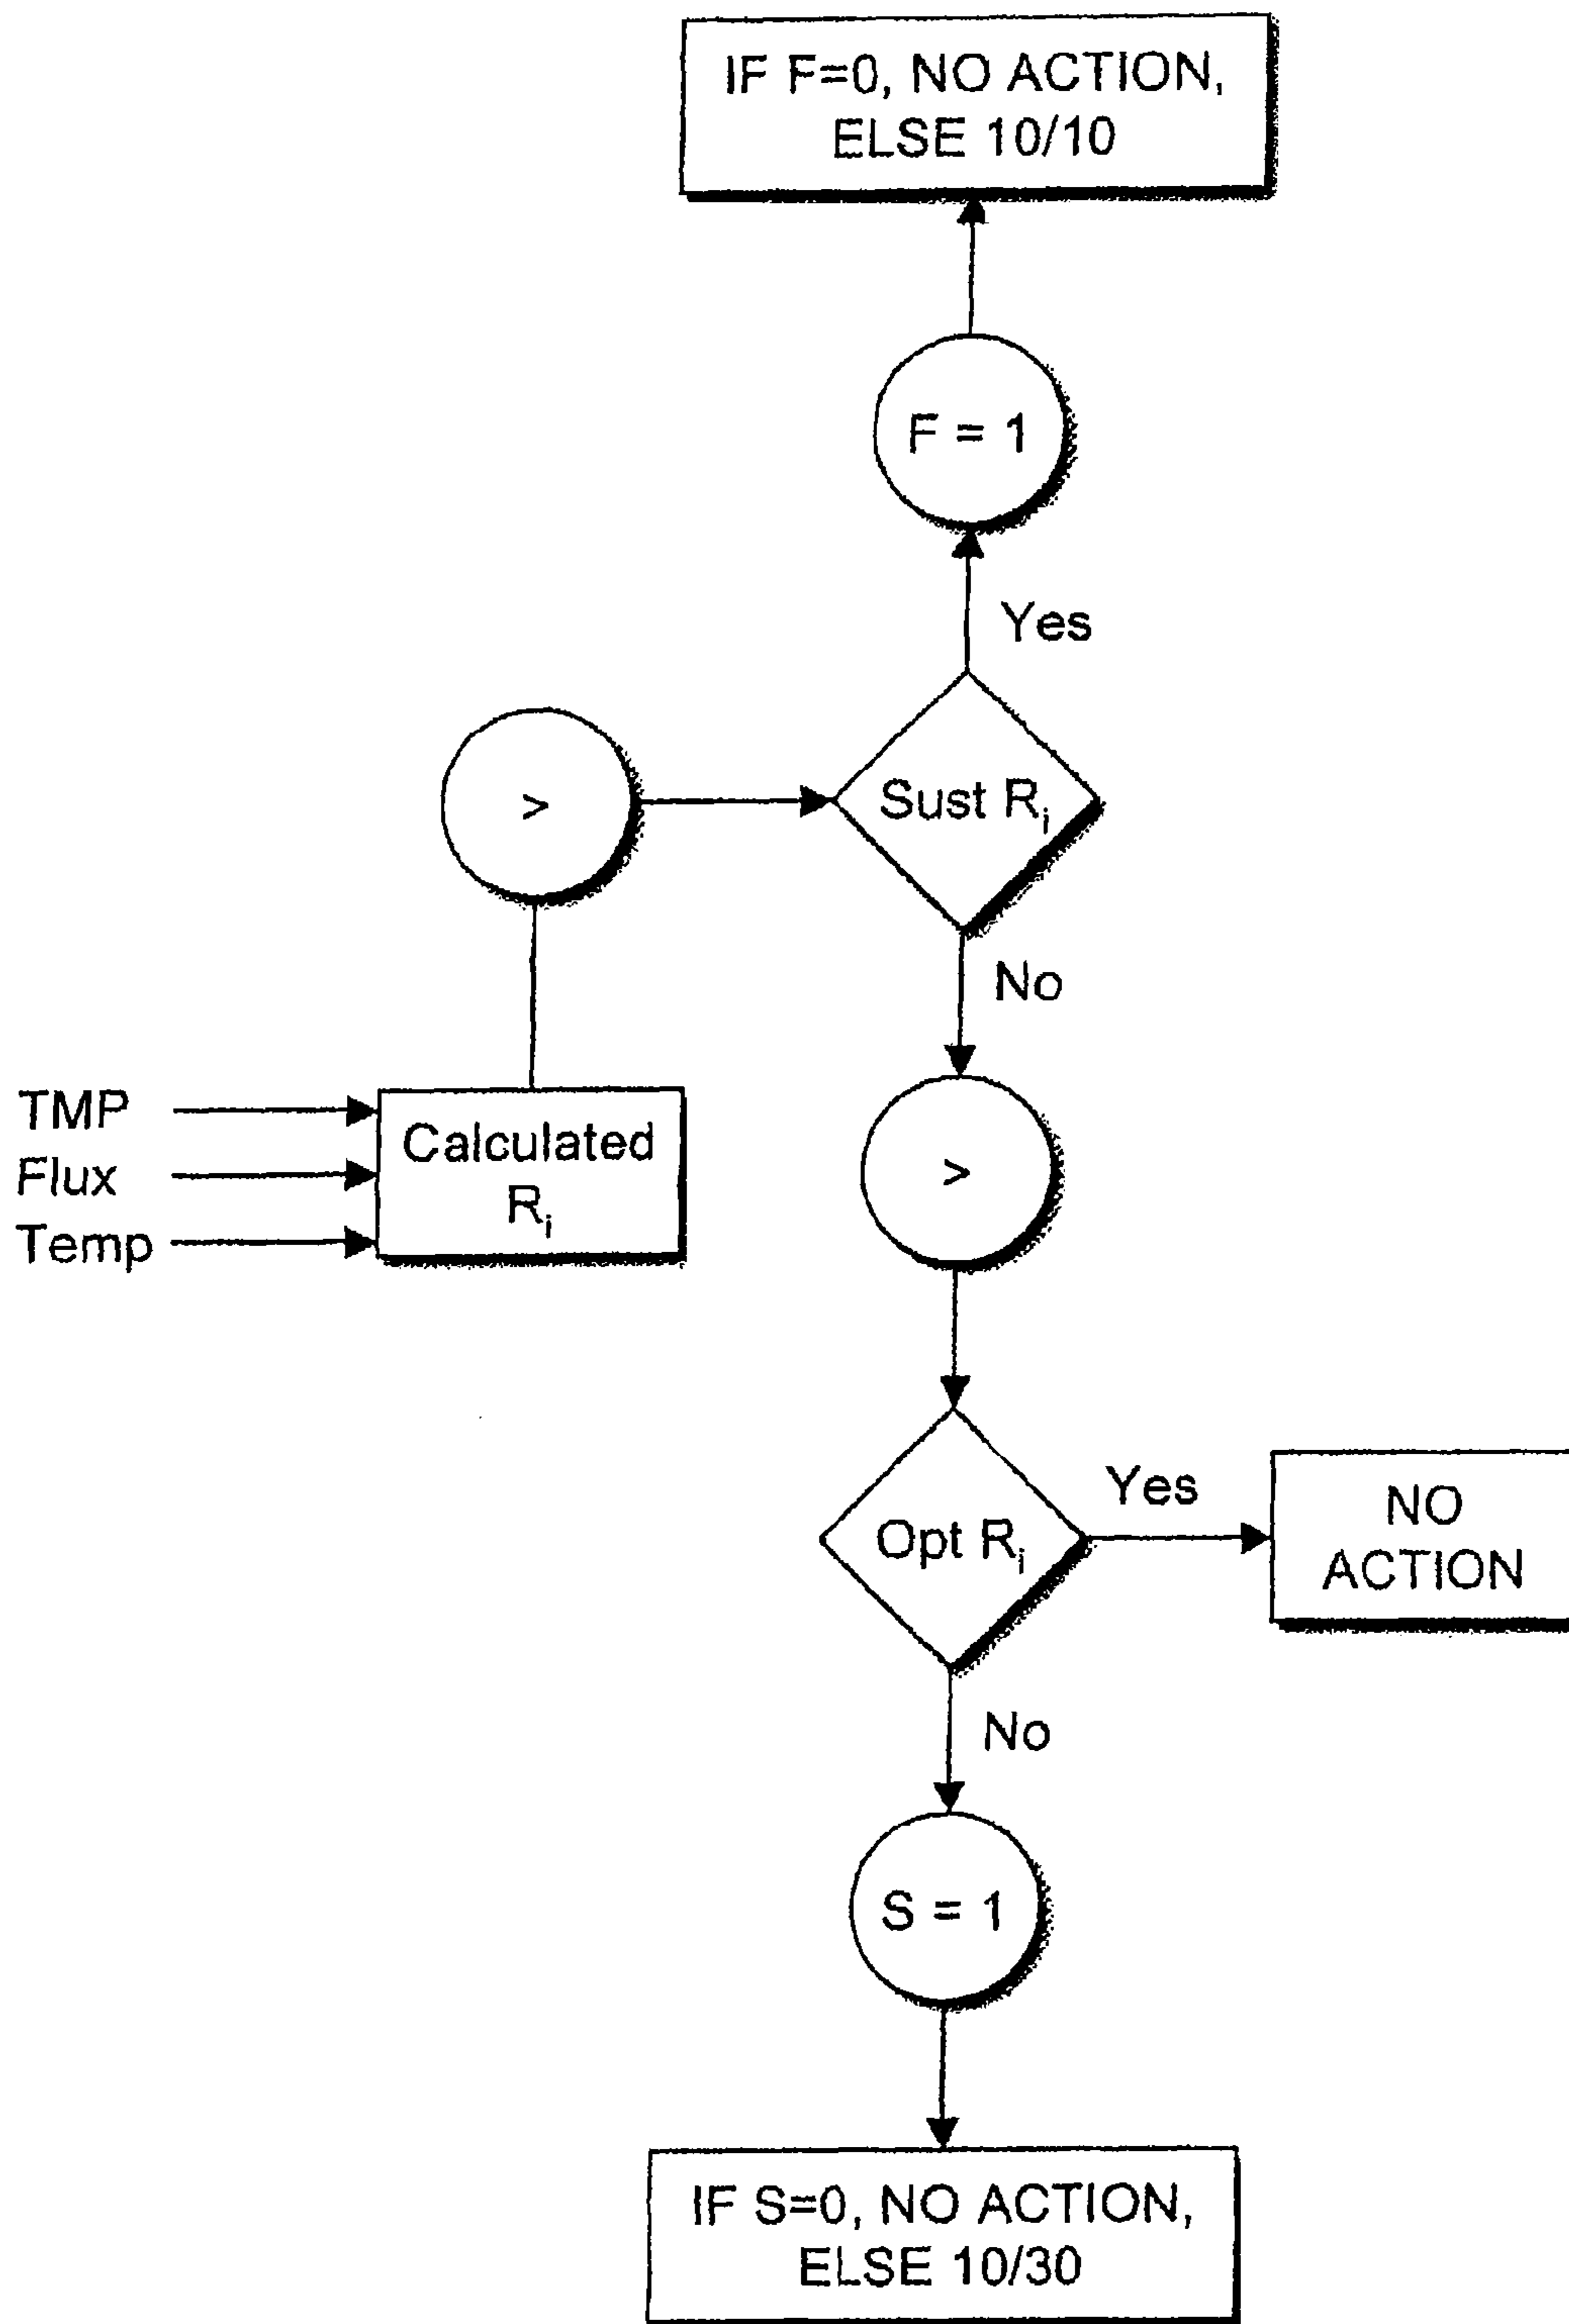 IF F=0, NO ACTION,
ELSE 10/10
F = 1
Yes
>
Sust Rᵢ
No
TMP
Flux
Temp
Calculated
Rᵢ
>
Yes
Opt Rᵢ
NO
ACTION
No
S = 1
IF S=0, NO ACTION,
ELSE 10/30